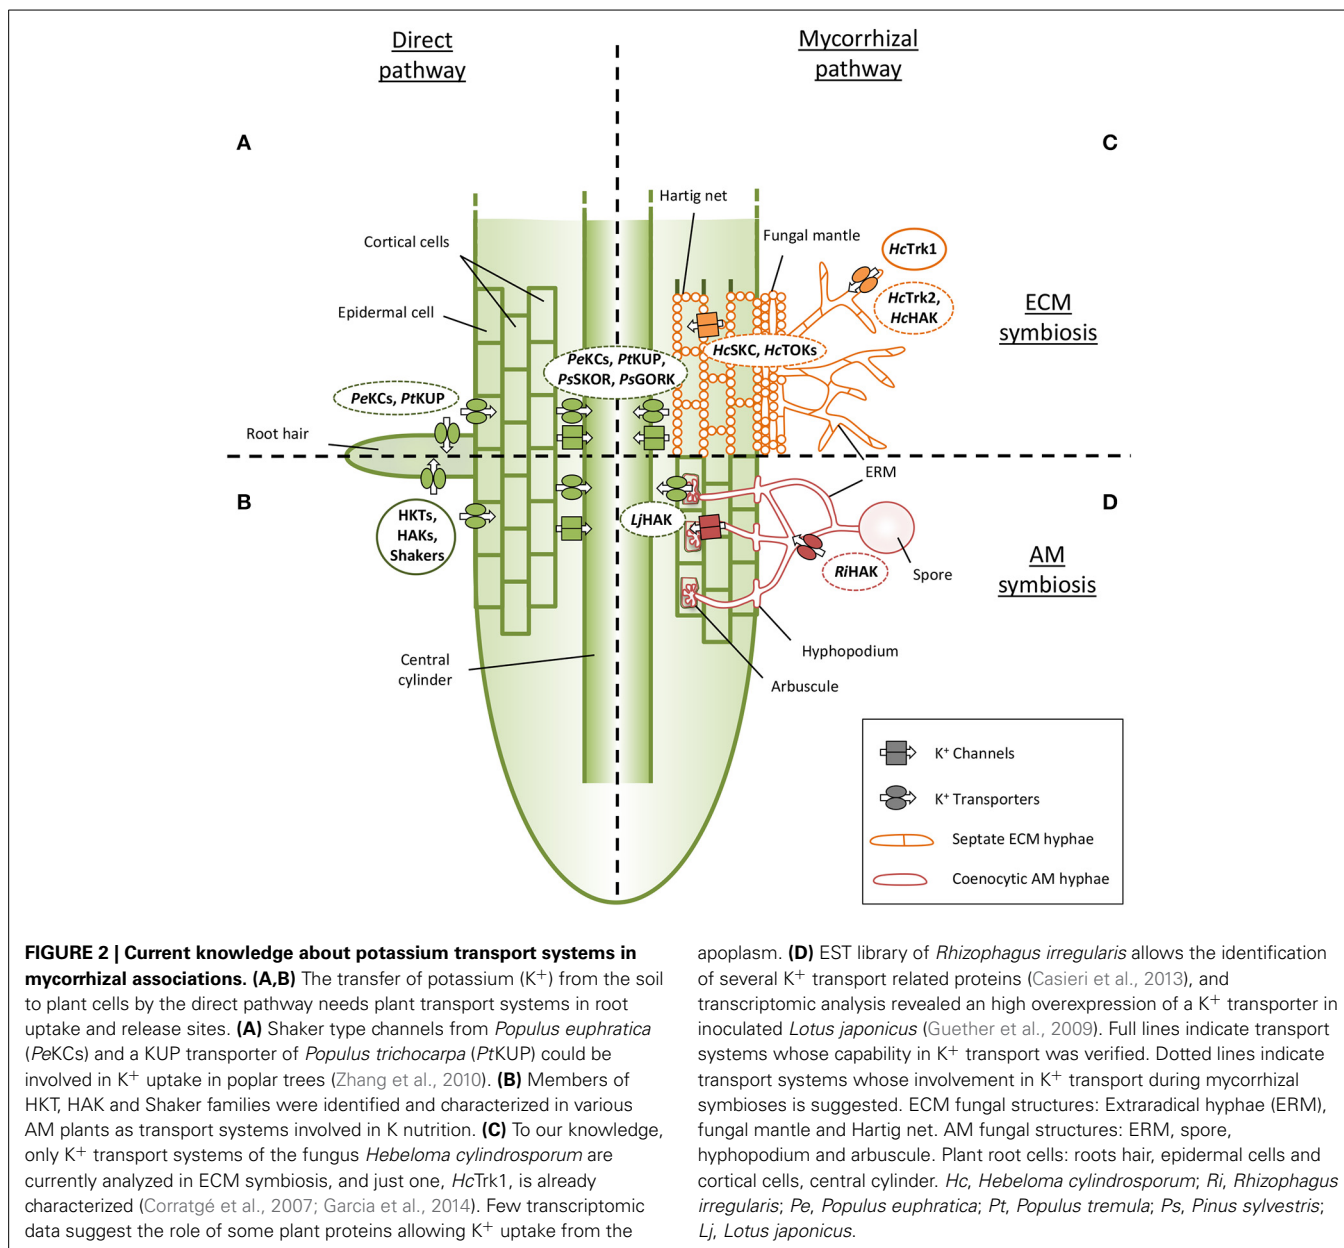 Direct
pathway
Mycorrhizal
pathway
A
C
Hartig net
Cortical cells
Fungal mantle
HcTrk1
Epidermal cell
HcTrk2,
HcHAK
ECM
symbiosis
HcSKC, HcTOKs
PeKCs, PtKUP,
PsSKOR, PsGORK
PeKCs, PtKUP
Root hair
ERM
B
D
HKTs,
HAKs,
Shakers
LjHAK
RiHAK
Spore
AM
symbiosis
Hyphopodium
Central
cylinder
Arbuscule
K+ Channels
K+ Transporters
Septate ECM hyphae
Coenocytic AM hyphae
FIGURE 2 | Current knowledge about potassium transport systems in
mycorrhizal associations. (A,B) The transfer of potassium (K+) from the soil
to plant cells by the direct pathway needs plant transport systems in root
uptake and release sites. (A) Shaker type channels from Populus euphratica
(PeKCs) and a KUP transporter of Populus trichocarpa (PtKUP) could be
involved in K+ uptake in poplar trees (Zhang et al., 2010). (B) Members of
HKT, HAK and Shaker families were identified and characterized in various
AM plants as transport systems involved in K nutrition. (C) To our knowledge,
only K+ transport systems of the fungus Hebeloma cylindrosporum are
currently analyzed in ECM symbiosis, and just one, HcTrk1, is already
characterized (Corratgé et al., 2007; Garcia et al., 2014). Few transcriptomic
data suggest the role of some plant proteins allowing K+ uptake from the
apoplasm. (D) EST library of Rhizophagus irregularis allows the identification
of several K+ transport related proteins (Casieri et al., 2013), and
transcriptomic analysis revealed an high overexpression of a K+ transporter in
inoculated Lotus japonicus (Guether et al., 2009). Full lines indicate transport
systems whose capability in K+ transport was verified. Dotted lines indicate
transport systems whose involvement in K+ transport during mycorrhizal
symbioses is suggested. ECM fungal structures: Extraradical hyphae (ERM),
fungal mantle and Hartig net. AM fungal structures: ERM, spore,
hyphopodium and arbuscule. Plant root cells: roots hair, epidermal cells and
cortical cells, central cylinder. Hc, Hebeloma cylindrosporum; Ri, Rhizophagus
irregularis; Pe, Populus euphratica; Pt, Populus tremula; Ps, Pinus sylvestris;
Lj, Lotus japonicus.